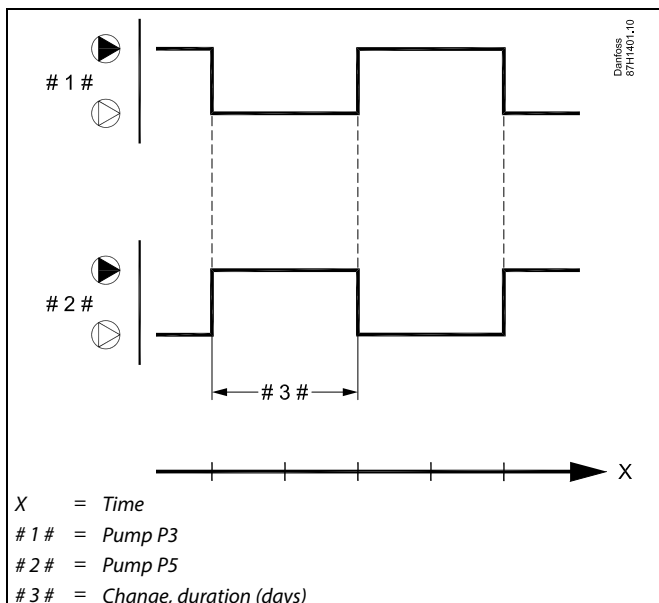 Danfoss
87H1401.10
# 1 #
# 2 #
# 3 #
X
X = Time
# 1 # = Pump P3
# 2 # = Pump P5
# 3 # = Change, duration (days)